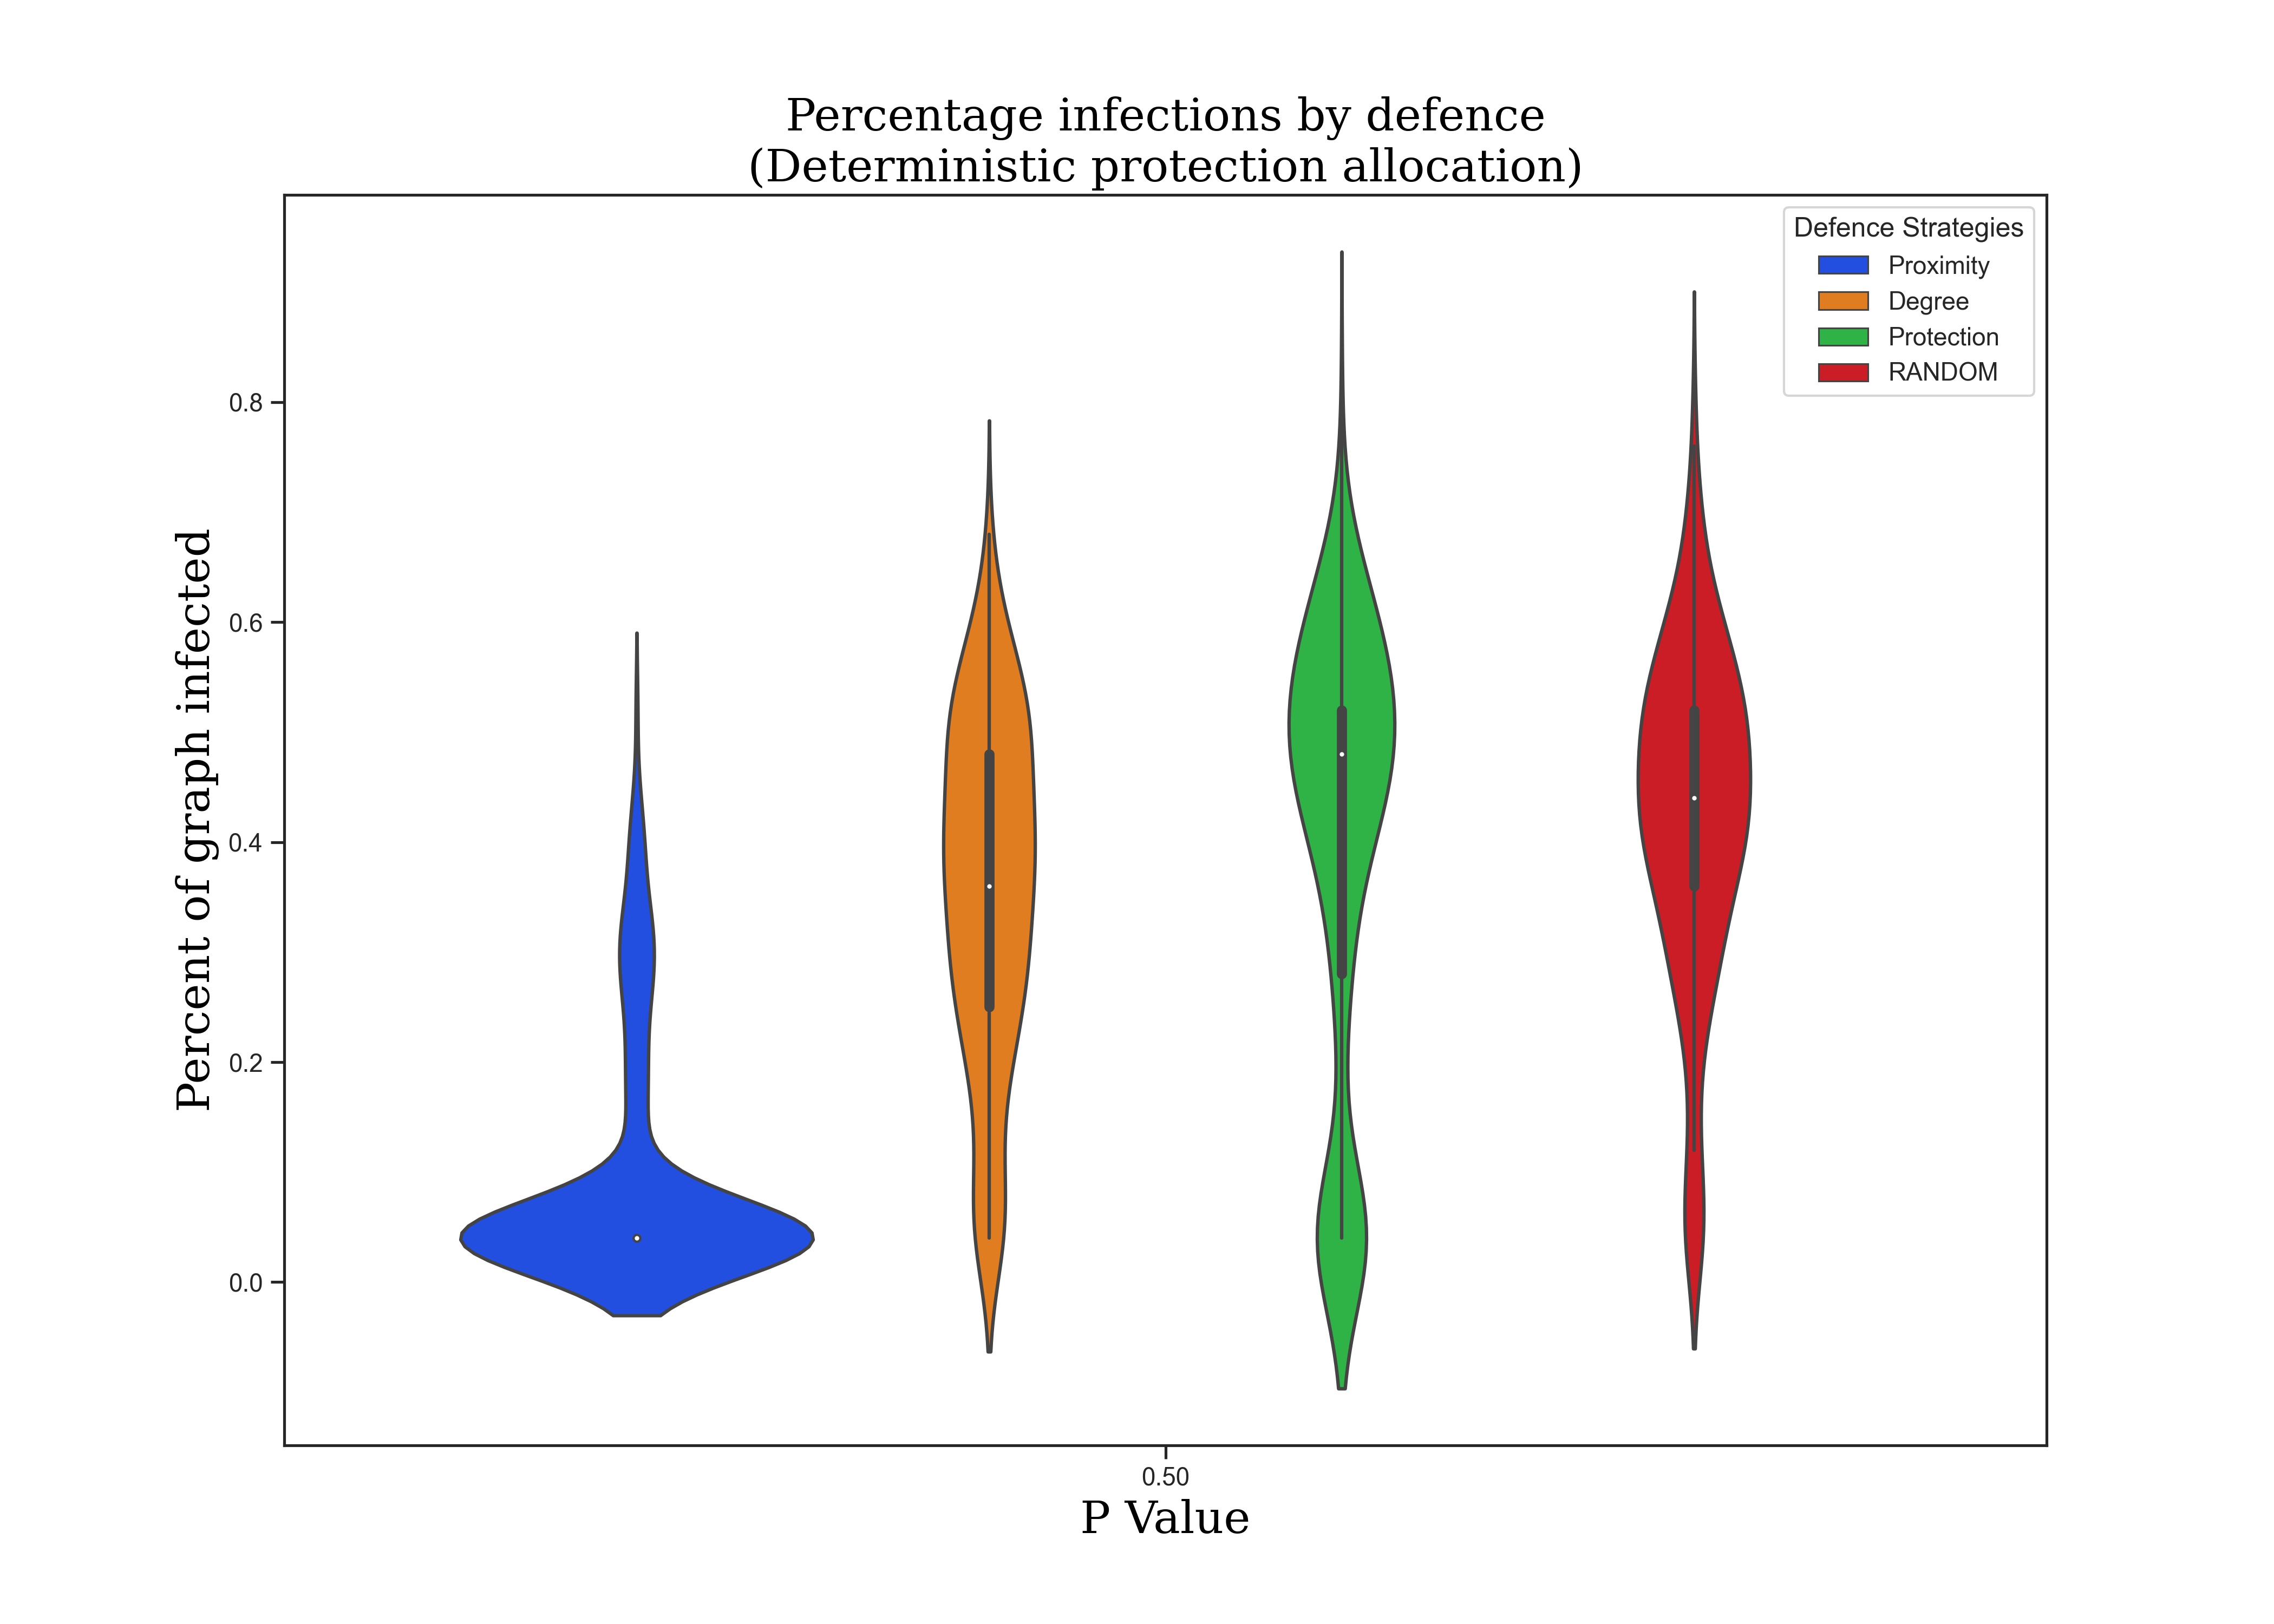 Percentage infections by defence
(Deterministic protection allocation)
Defence Strategies
Proximity
Degree
Protection
RANDOM
Percent of graph infected
0.8
0.6
0.4
0.2
0.0
0.50
P Value